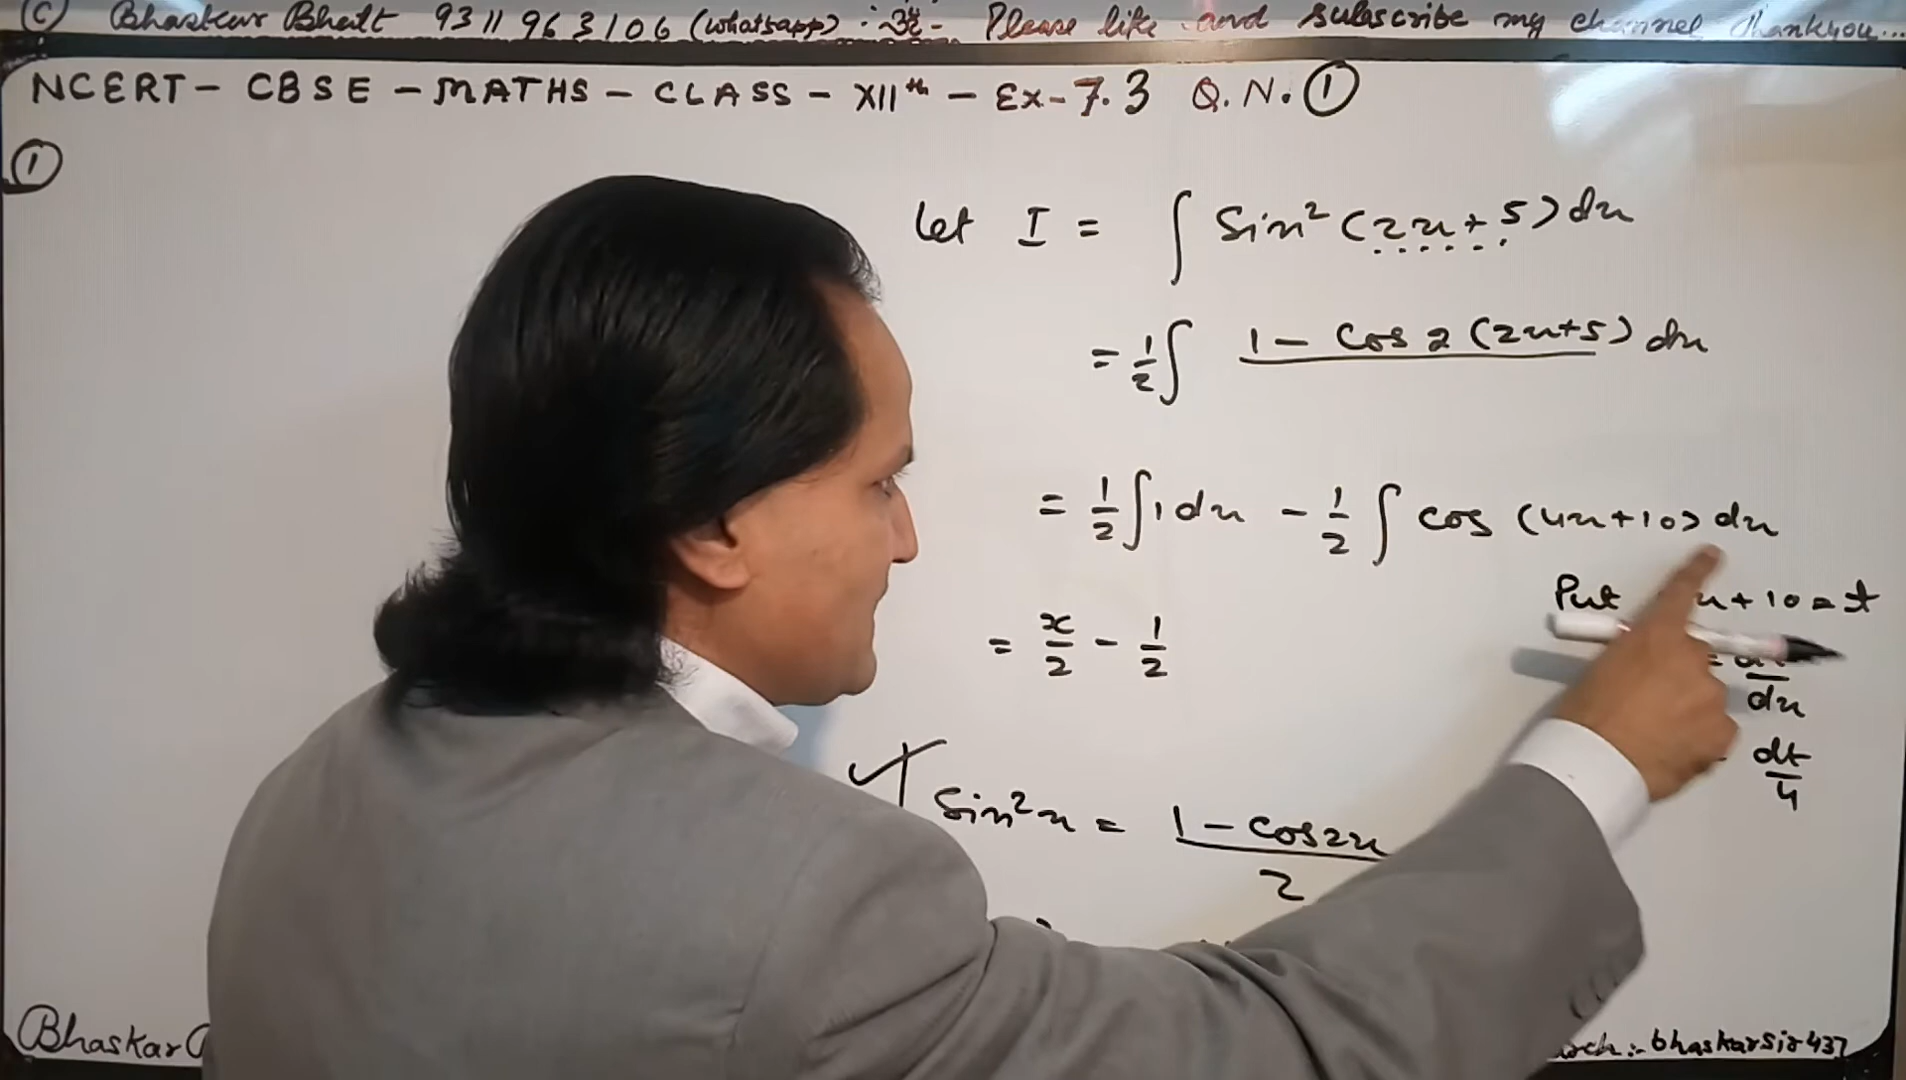 (C) Bhaskar Bhatt 9311963106 (whatsapp) :- Please like and subscribe my channel thankyou...
NCERT - CBSE - MATHS - CLASS - XIIth - Ex-7.3 Q.N. ①
①
let I = ∫ Sin² (2x+5) dx
= 1/2 ∫ 1 - Cos 2 (2x+5) dx
= 1/2 ∫ 1 dx - 1/2 ∫ cos (4x+10) dx
Put x + 10 = t
= x/2 - 1/2
= dt/dx
dt/4
Sin²x = 1 - cos2x / 2
Bhaskar
bhaskarsir437